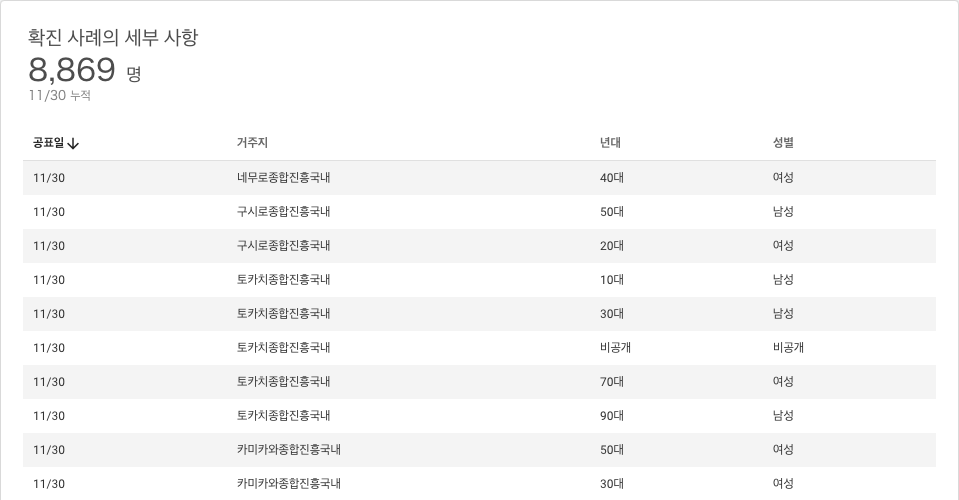 확진 사례의 세부 사항
8,869 명
11/30 누적
공표일 거주지 년대 성별
11/30 네무로종합진흥국내 40대 여성
11/30 구시로종합진흥국내 50대 남성
11/30 구시로종합진흥국내 20대 여성
11/30 토카치종합진흥국내 10대 남성
11/30 토카치종합진흥국내 30대 남성
11/30 토카치종합진흥국내 비공개 비공개
11/30 토카치종합진흥국내 70대 여성
11/30 토카치종합진흥국내 90대 남성
11/30 카미카와종합진흥국내 50대 여성
11/30 카미카와종합진흥국내 30대 여성